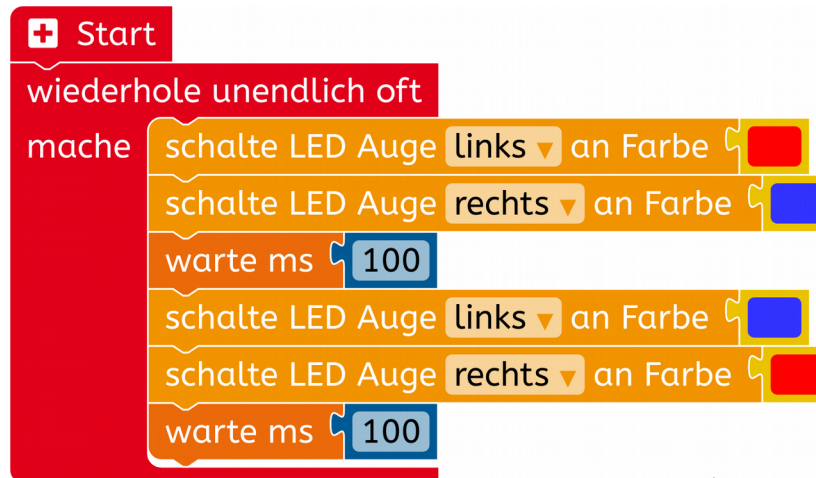 Start
wiederhole unendlich oft
mache schalte LED Auge links an Farbe
schalte LED Auge rechts an Farbe
warte ms 100
schalte LED Auge links an Farbe
schalte LED Auge rechts an Farbe
warte ms 100